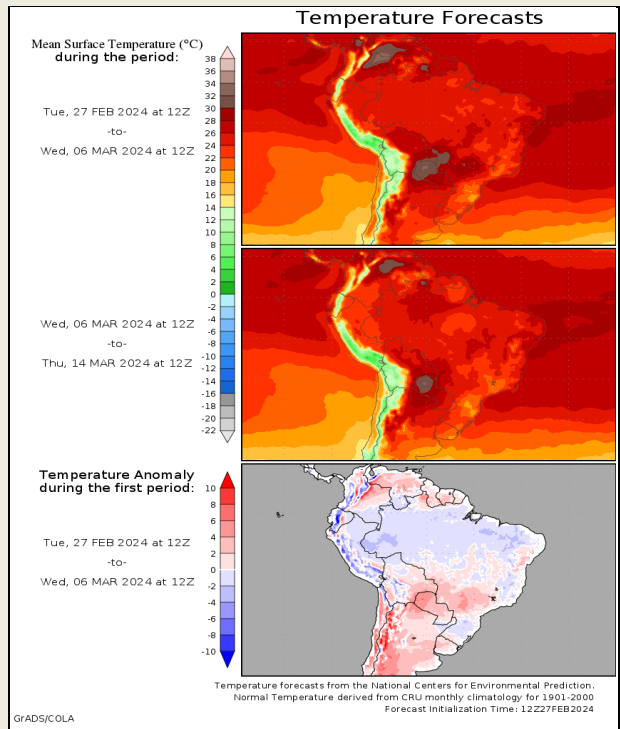 Temperature Forecasts
Mean Surface Temperature (°C)
during the period:
38
36
34
32
30
28
26
24
22
20
18
16
14
12
10
8
6
4
2
0
-2
-4
-6
-8
-10
-12
-14
-16
-18
-20
-22
Tue, 27 FEB 2024 at 12Z
-to-
Wed, 06 MAR 2024 at 12Z
Wed, 06 MAR 2024 at 12Z
-to-
Thu, 14 MAR 2024 at 12Z
Temperature Anomaly
during the first period:
10
8
6
4
2
0
-2
-4
-6
-8
-10
Tue, 27 FEB 2024 at 12Z
-to-
Wed, 06 MAR 2024 at 12Z
Temperature forecasts from the National Centers for Environmental Prediction.
Normal Temperature derived from CRU monthly climatology for 1901-2000
Forecast Initialization Time: 12Z27FEB2024
GrADS/COLA